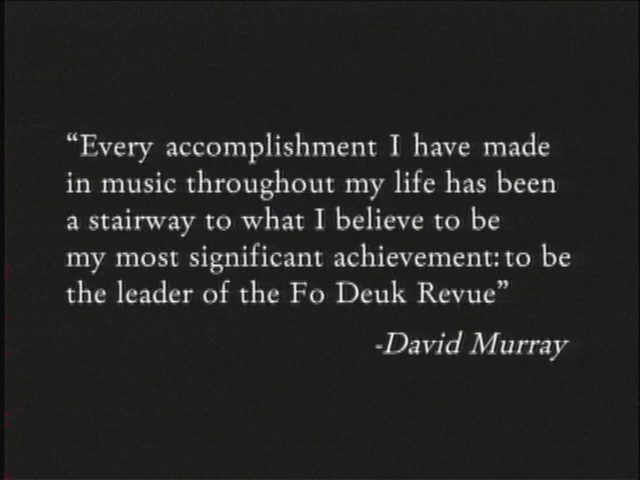 “Every accomplishment I have made
in music throughout my life has been
a stairway to what I believe to be
my most significant achievement: to be
the leader of the Fo Deuk Revue”
-David Murray